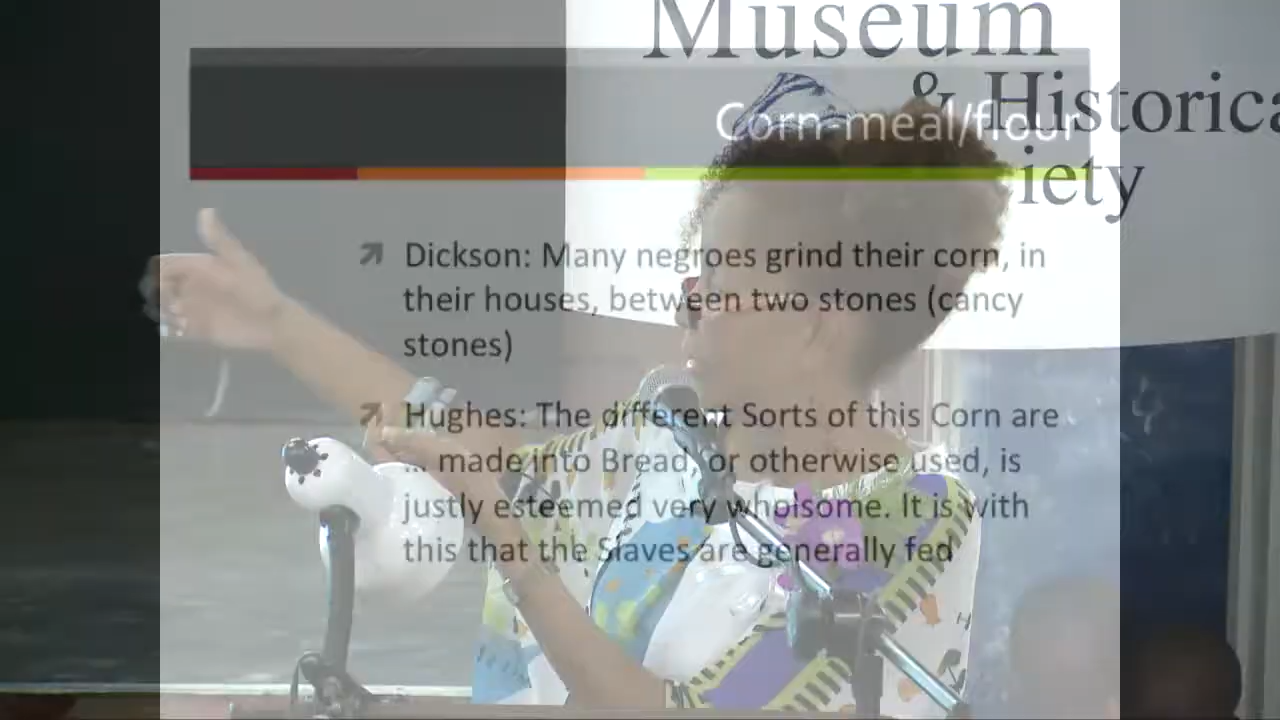 Museum
& Historica
iety
Corn-meal/flour
Dickson: Many negroes grind their corn, in
their houses, between two stones (cancy
stones)
Hughes: The different Sorts of this Corn are
... made into Bread, or otherwise used, is
justly esteemed very wholsome. It is with
this that the Slaves are generally fed